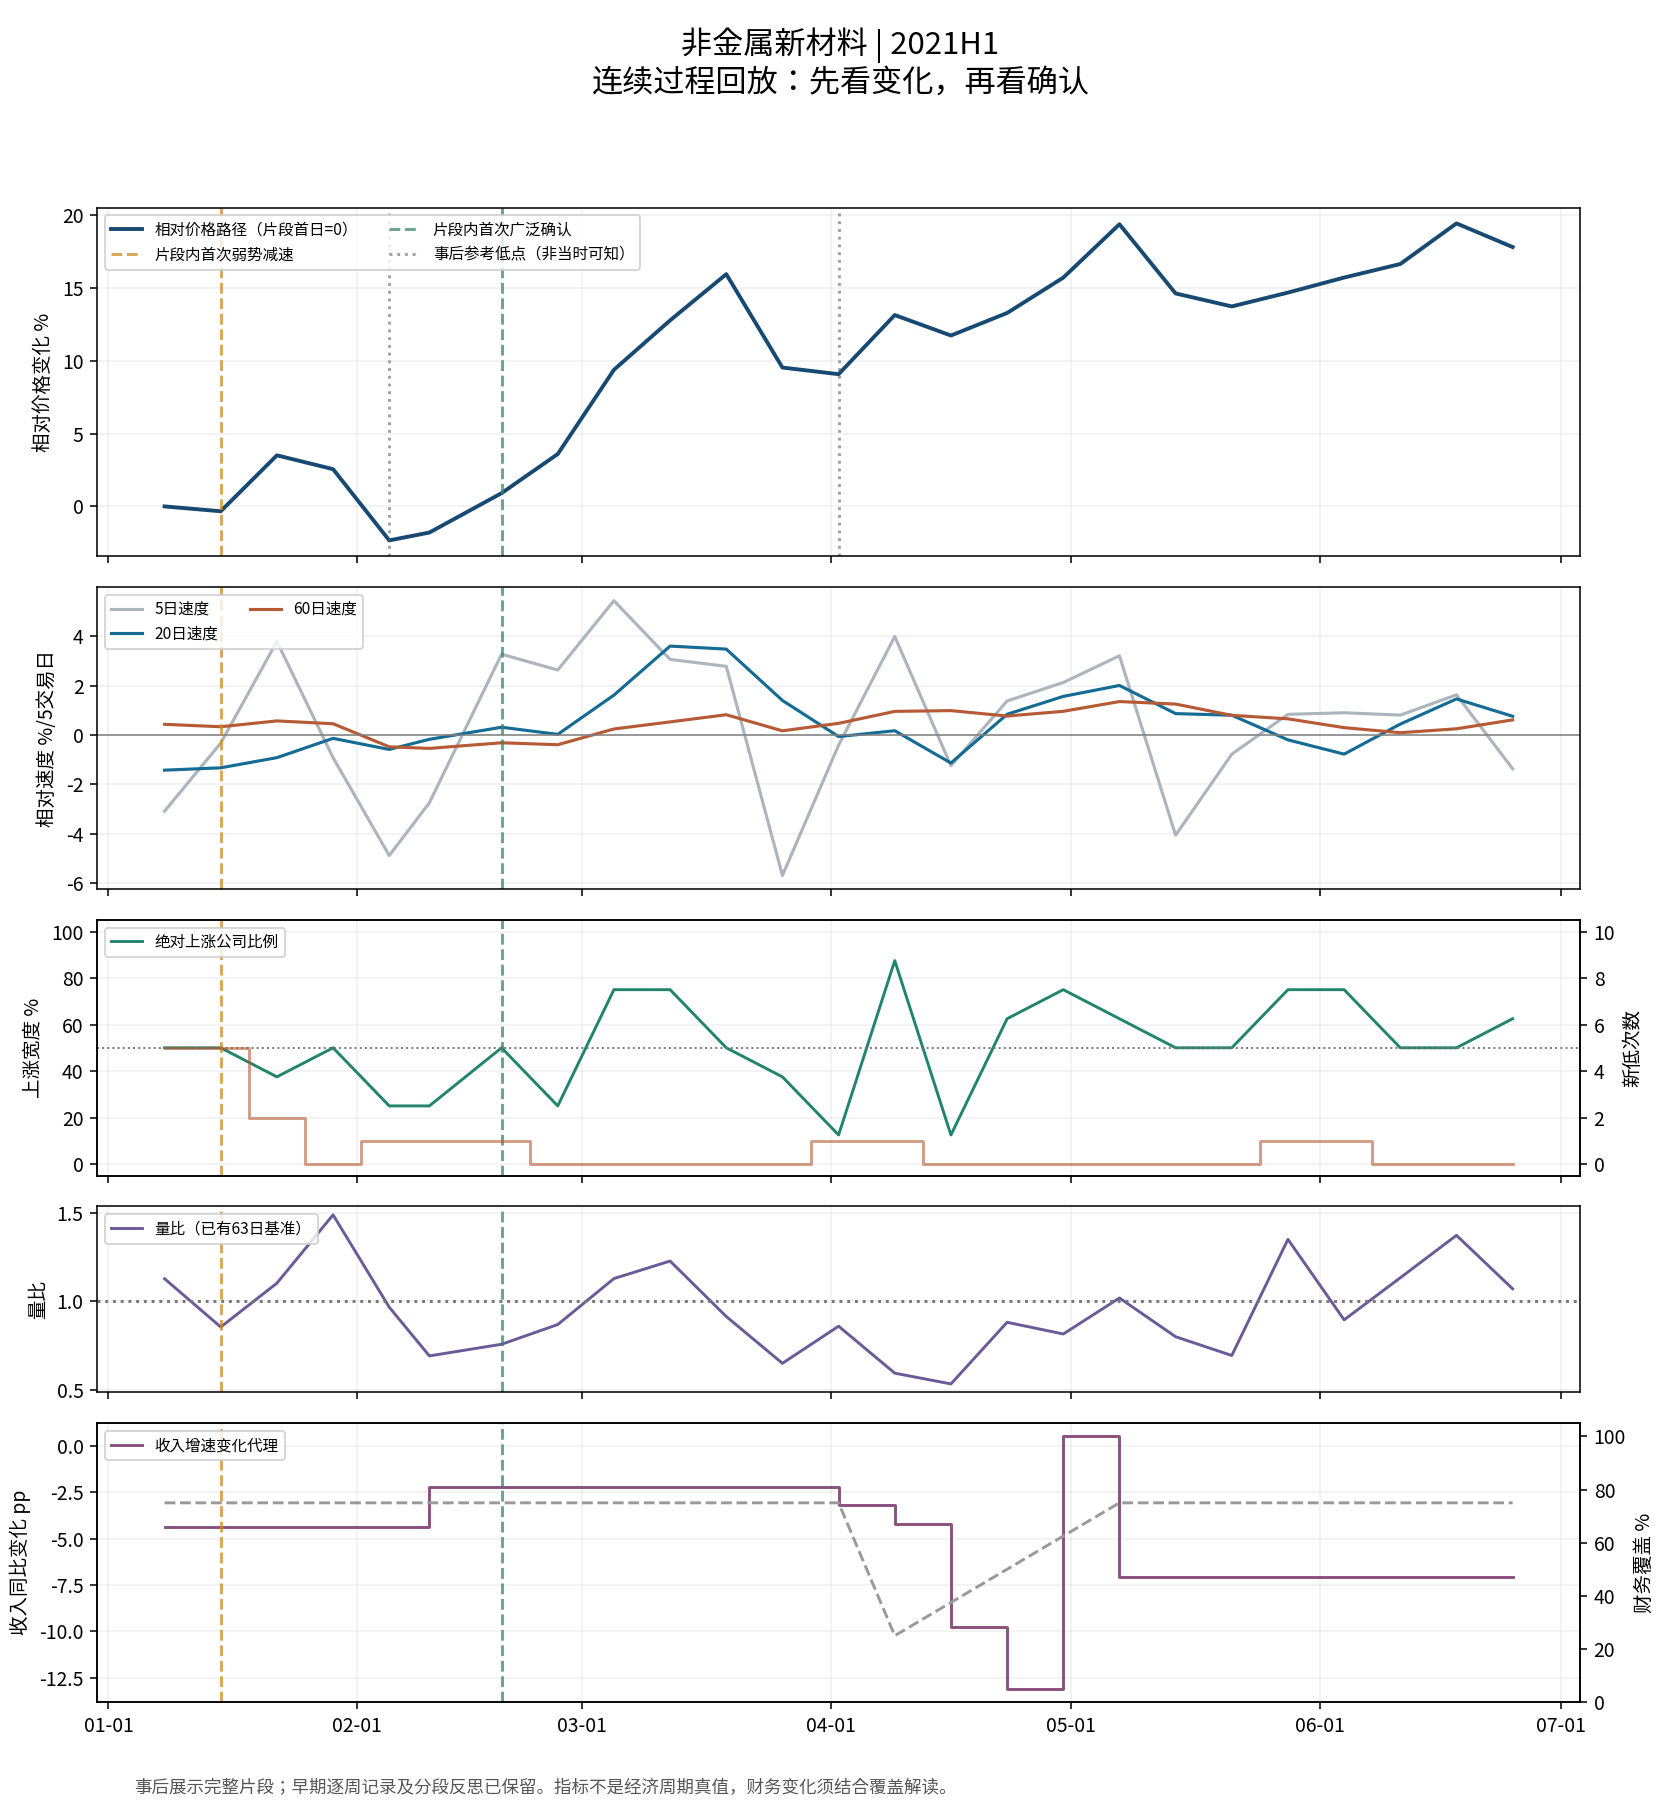 非金属新材料 | 2021H1
连续过程回放：先看变化，再看确认
相对价格路径（片段首日=0）
片段内首次弱势减速
片段内首次广泛确认
事后参考低点（非当时可知）
相对价格变化 %
20
15
10
5
0
5日速度
20日速度
60日速度
相对速度 %/5交易日
4
2
0
-2
-4
-6
绝对上涨公司比例
上涨宽度 %
100
80
60
40
20
0
新低次数
10
8
6
4
2
0
量比（已有63日基准）
量比
1.5
1.0
0.5
收入增速变化代理
收入同比变化 pp
0.0
-2.5
-5.0
-7.5
-10.0
-12.5
财务覆盖 %
100
80
60
40
20
0
01-01
02-01
03-01
04-01
05-01
06-01
07-01
事后展示完整片段；早期逐周记录及分段反思已保留。指标不是经济周期真值，财务变化须结合覆盖解读。